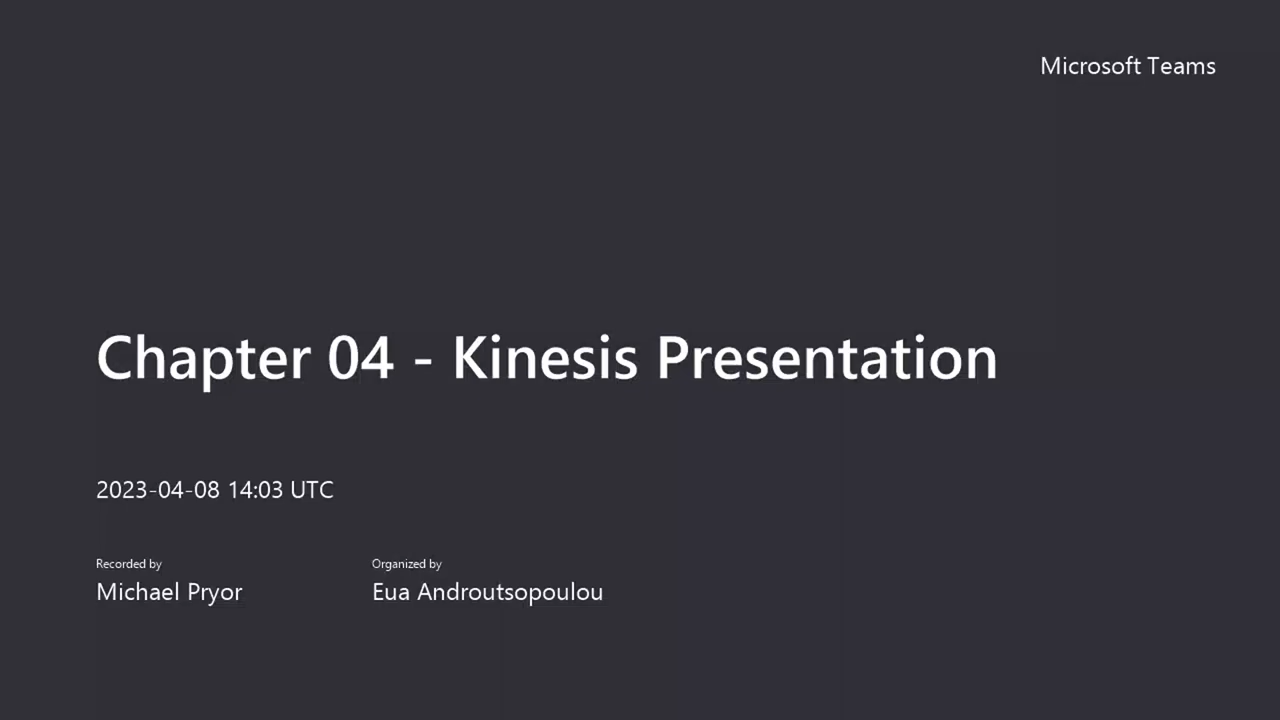 Microsoft Teams
Chapter 04 - Kinesis Presentation
2023-04-08 14:03 UTC
Recorded by
Organized by
Michael Pryor
Eua Androutsopoulou